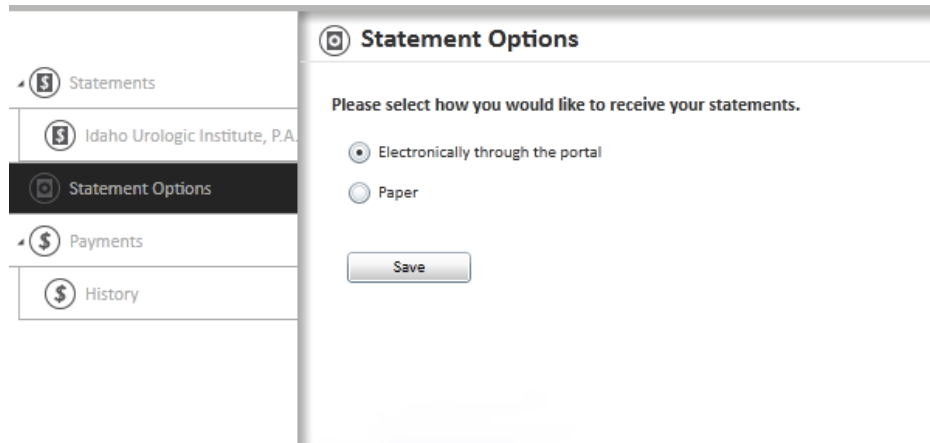 Statements
Idaho Urologic Institute, P.A.
Statement Options
Payments
History
Statement Options
Please select how you would like to receive your statements.
Electronically through the portal
Paper
Save